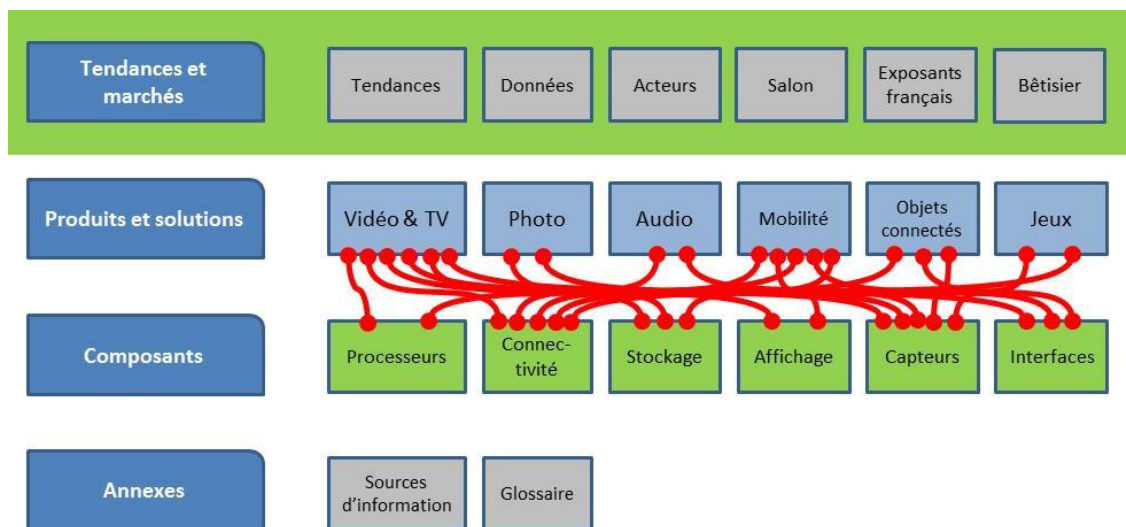 Tendances et
marchés
Tendances
Données
Acteurs
Salon
Exposants
français
Bêtisier
Produits et solutions
Vidéo & TV
Photo
Audio
Mobilité
Objets
connectés
Jeux
Composants
Processeurs
Connec-
tivité
Stockage
Affichage
Capteurs
Interfaces
Annexes
Sources
d'information
Glossaire